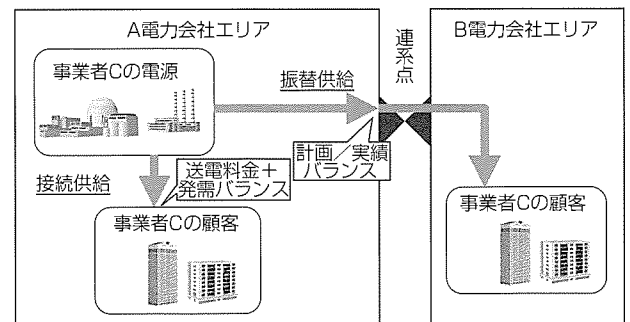 A電力会社エリア
連系点
B電力会社エリア
事業者Cの電源
振替供給
計画／実績
バランス
接続供給
送電料金＋
発需バランス
事業者Cの顧客
事業者Cの顧客